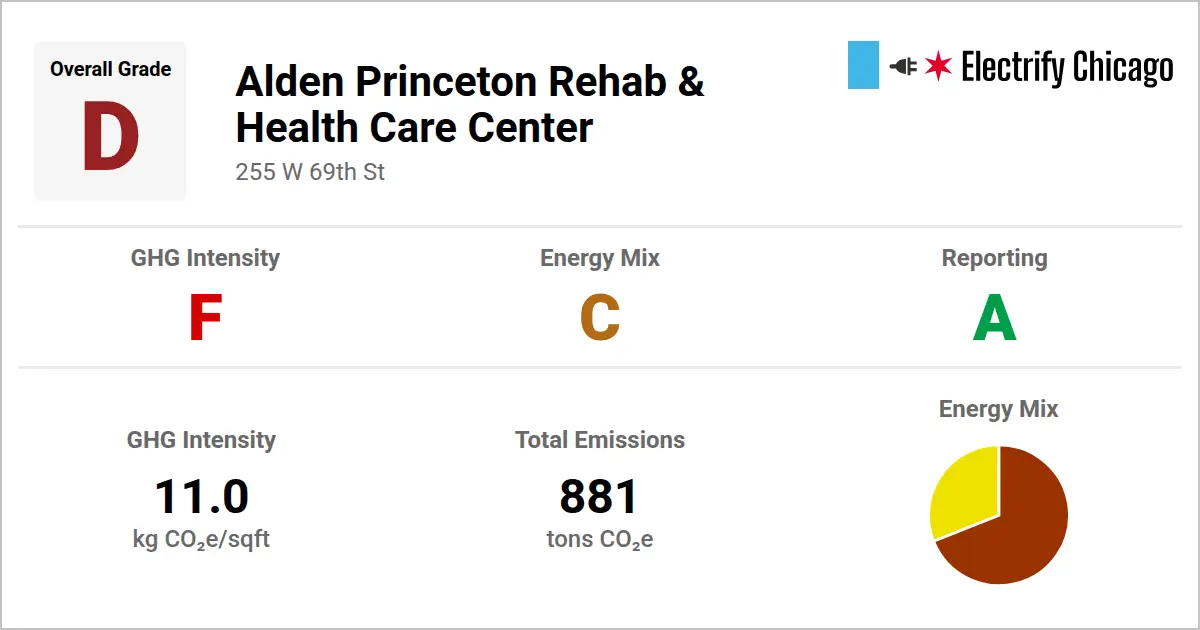 Overall Grade
D
Alden Princeton Rehab &
Health Care Center
255 W 69th St
Electrify Chicago
GHG Intensity
F
Energy Mix
C
Reporting
A
GHG Intensity
11.0
kg CO₂e/sqft
Total Emissions
881
tons CO₂e
Energy Mix